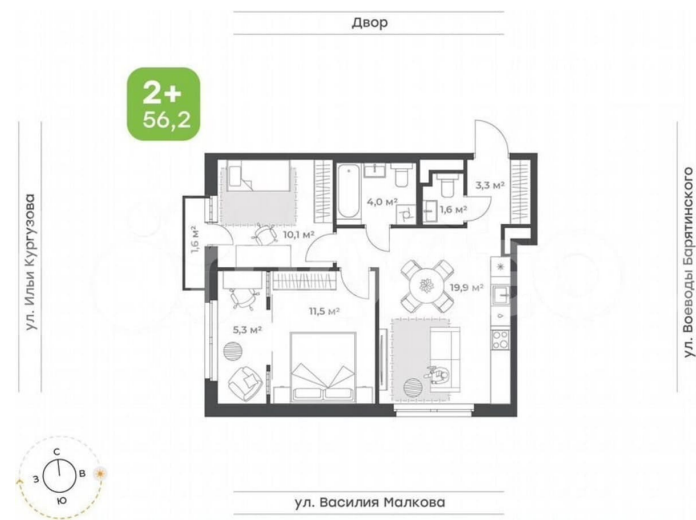 Двор
2+
56,2
ул. Ильи Кургузова
ул. Воеводы Барятинского
3,3 м²
4,0 м²
1,6 м²
1,6 м²
10,1 м²
19,9 м²
11,5 м²
5,3 м²
С
З
В
Ю
ул. Василия Малкова